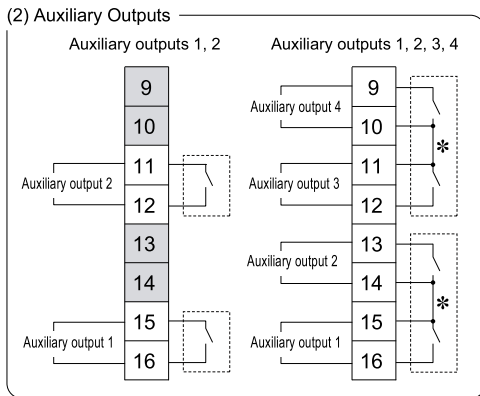 (2) Auxiliary Outputs
Auxiliary outputs 1, 2
9
10
11
12
13
14
15
16
Auxiliary output 2
Auxiliary output 1
Auxiliary outputs 1, 2, 3, 4
9
10
11
12
13
14
15
16
Auxiliary output 4
Auxiliary output 3
Auxiliary output 2
Auxiliary output 1
*
*